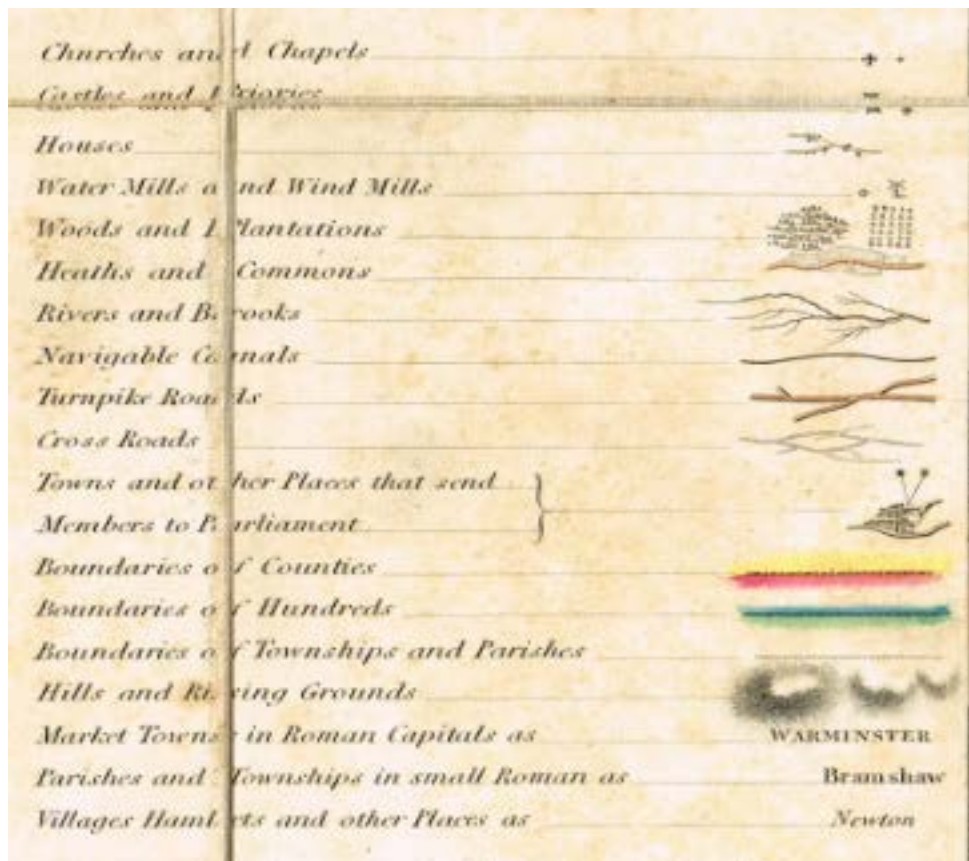 Churches and Chapels
Castles and Priories
Houses
Water Mills and Wind Mills
Woods and Plantations
Heaths and Commons
Rivers and Brooks
Navigable Canals
Turnpike Roads
Cross Roads
Towns and other Places that send
Members to Parliament
Boundaries of Counties
Boundaries of Hundreds
Boundaries of Townships and Parishes
Hills and Rising Grounds
Market Towns in Roman Capitals as WARMINSTER
Parishes and Townships in small Roman as Bramshaw
Villages Hamlets and other Places as Newton